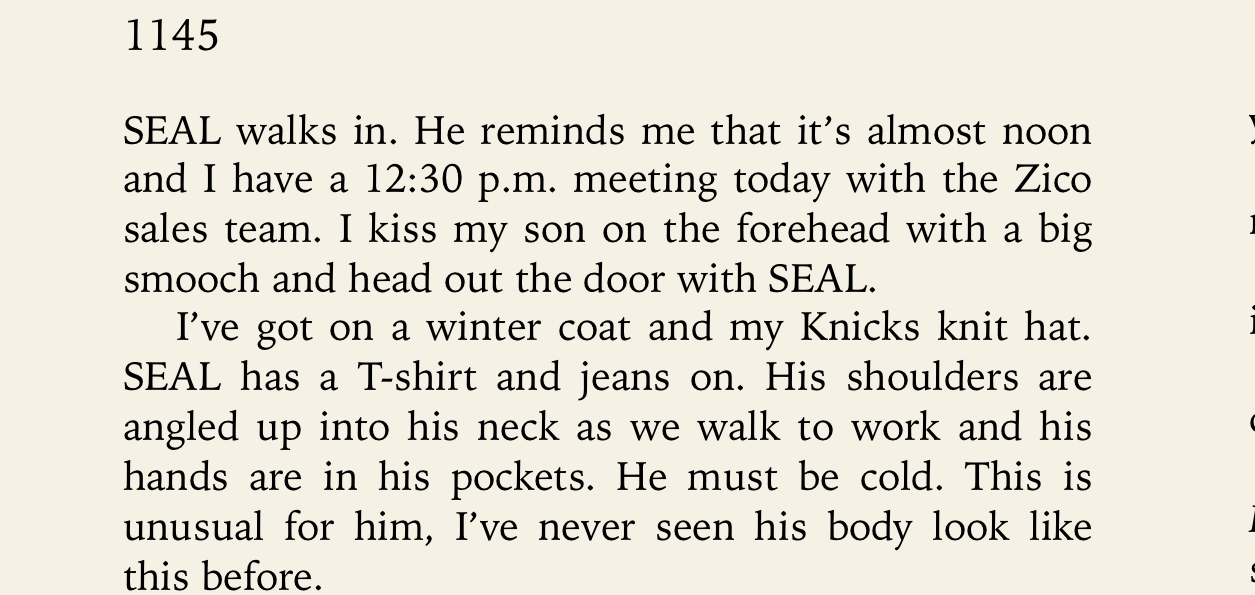 1145
SEAL walks in. He reminds me that it’s almost noon
and I have a 12:30 p.m. meeting today with the Zico
sales team. I kiss my son on the forehead with a big
smooch and head out the door with SEAL.
I’ve got on a winter coat and my Knicks knit hat.
SEAL has a T-shirt and jeans on. His shoulders are
angled up into his neck as we walk to work and his
hands are in his pockets. He must be cold. This is
unusual for him, I’ve never seen his body look like
this before.